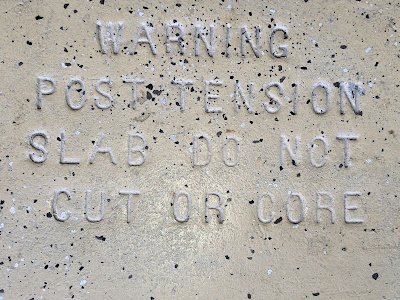 WARNING
POST-TENSION
SLAB DO NOT
CUT OR CORE